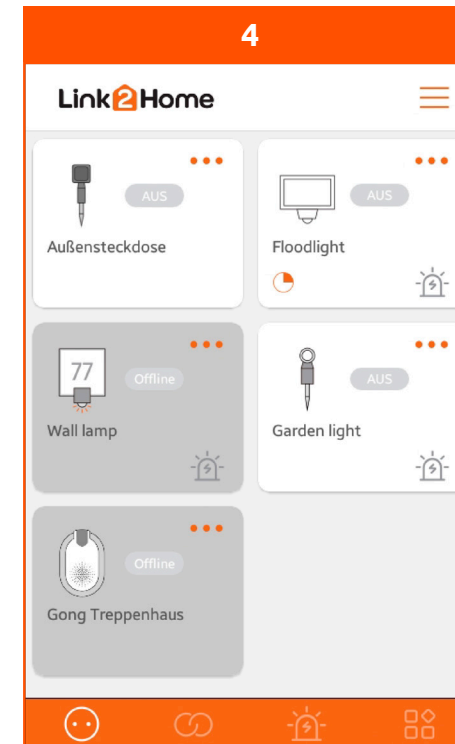 4
Link2Home
AUS
Außensteckdose
AUS
Floodlight
77
Offline
Wall lamp
AUS
Garden light
Offline
Gong Treppenhaus